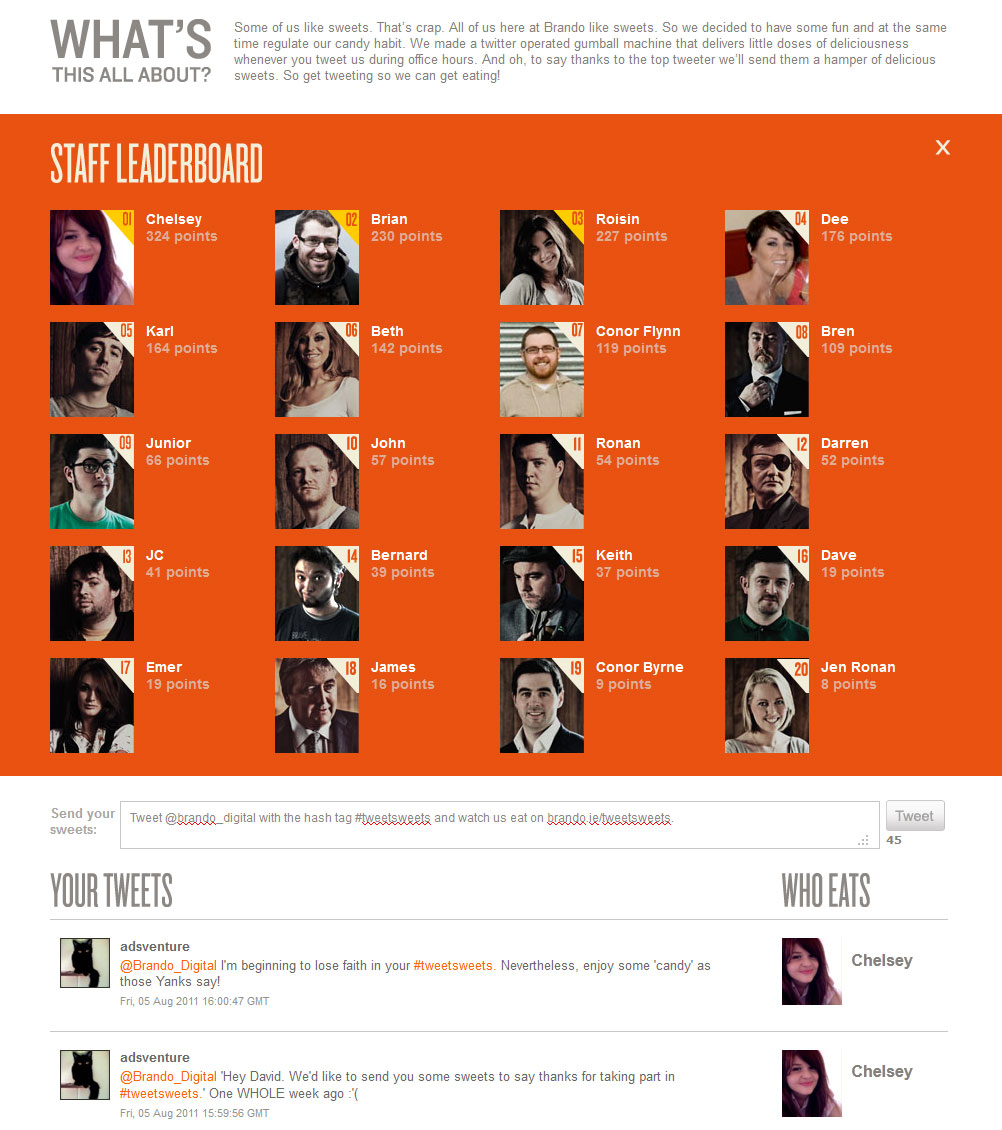 WHAT'S
THIS ALL ABOUT?
Some of us like sweets. That's crap. All of us here at Brando like sweets. So we decided to have some fun and at the same
time regulate our candy habit. We made a twitter operated gumball machine that delivers little doses of deliciousness
whenever you tweet us during office hours. And oh, to say thanks to the top tweeter we'll send them a hamper of delicious
sweets. So get tweeting so we can get eating!
STAFF LEADERBOARD
X
01
Chelsey
324 points
02
Brian
230 points
03
Roisin
227 points
04
Dee
176 points
05
Karl
164 points
06
Beth
142 points
07
Conor Flynn
119 points
08
Bren
109 points
09
Junior
66 points
10
John
57 points
11
Ronan
54 points
12
Darren
52 points
13
JC
41 points
14
Bernard
39 points
15
Keith
37 points
16
Dave
19 points
17
Emer
19 points
18
James
16 points
19
Conor Byrne
9 points
20
Jen Ronan
8 points
Send your
sweets:
Tweet @brando_digital with the hash tag #tweetsweets and watch us eat on brando.ie/tweetsweets.
Tweet
45
YOUR TWEETS
WHO EATS
adsventure
@Brando_Digital I'm beginning to lose faith in your #tweetsweets. Nevertheless, enjoy some 'candy' as
those Yanks say!
Fri, 05 Aug 2011 16:00:47 GMT
Chelsey
adsventure
@Brando_Digital 'Hey David. We'd like to send you some sweets to say thanks for taking part in
#tweetsweets.' One WHOLE week ago :'(
Fri, 05 Aug 2011 15:59:56 GMT
Chelsey